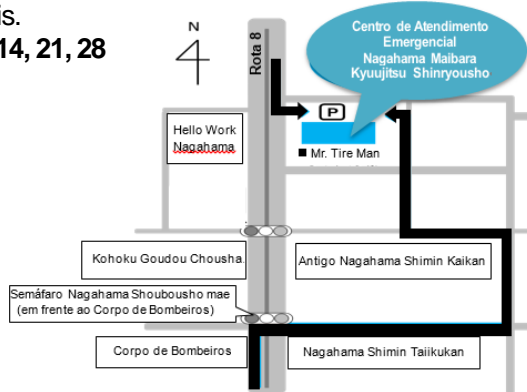 is.
14, 21, 28
N
Rota 8
Centro de Atendimento
Emergencial
Nagahama Maibara
Kyuujitsu Shinryousho
P
Hello Work
Nagahama
■ Mr. Tire Man
Kohoku Goudou Chousha
Antigo Nagahama Shimin Kaikan
Semáfaro Nagahama Shoubousho mae
(em frente ao Corpo de Bombeiros)
Corpo de Bombeiros
Nagahama Shimin Taiikukan